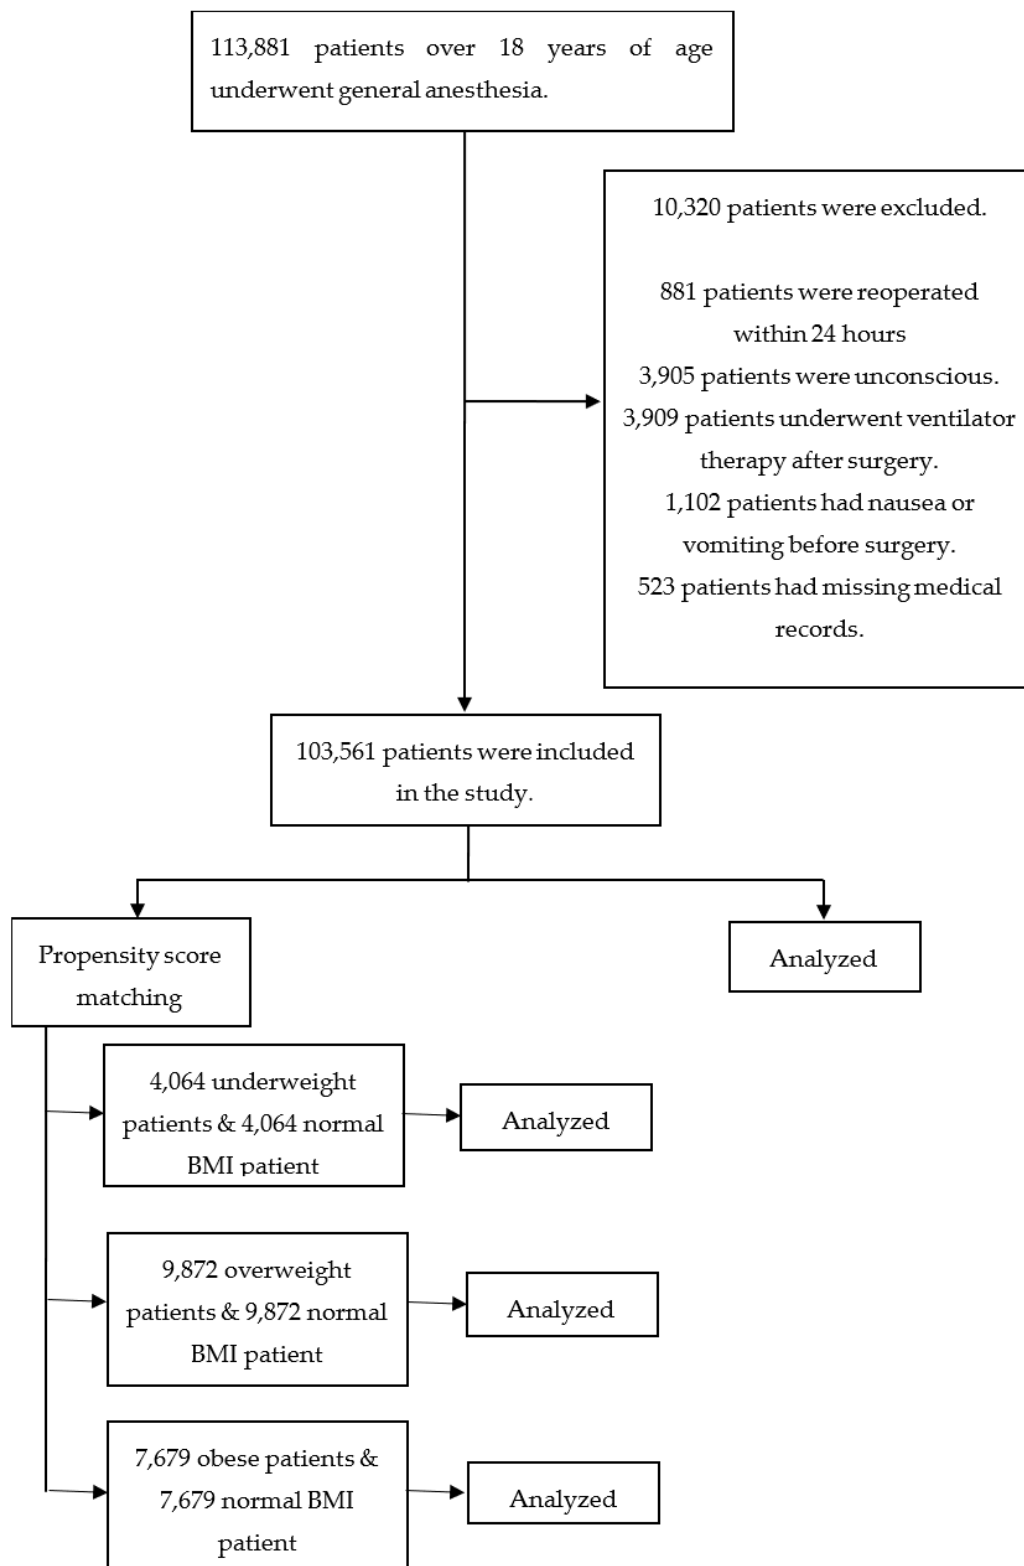 113,881 patients over 18 years of age
underwent general anesthesia.
10,320 patients were excluded.
881 patients were reoperated
within 24 hours
3,905 patients were unconscious.
3,909 patients underwent ventilator
therapy after surgery.
1,102 patients had nausea or
vomiting before surgery.
523 patients had missing medical
records.
103,561 patients were included
in the study.
Propensity score
matching
Analyzed
4,064 underweight
patients & 4,064 normal
BMI patient
Analyzed
9,872 overweight
patients & 9,872 normal
BMI patient
Analyzed
7,679 obese patients &
7,679 normal BMI
patient
Analyzed